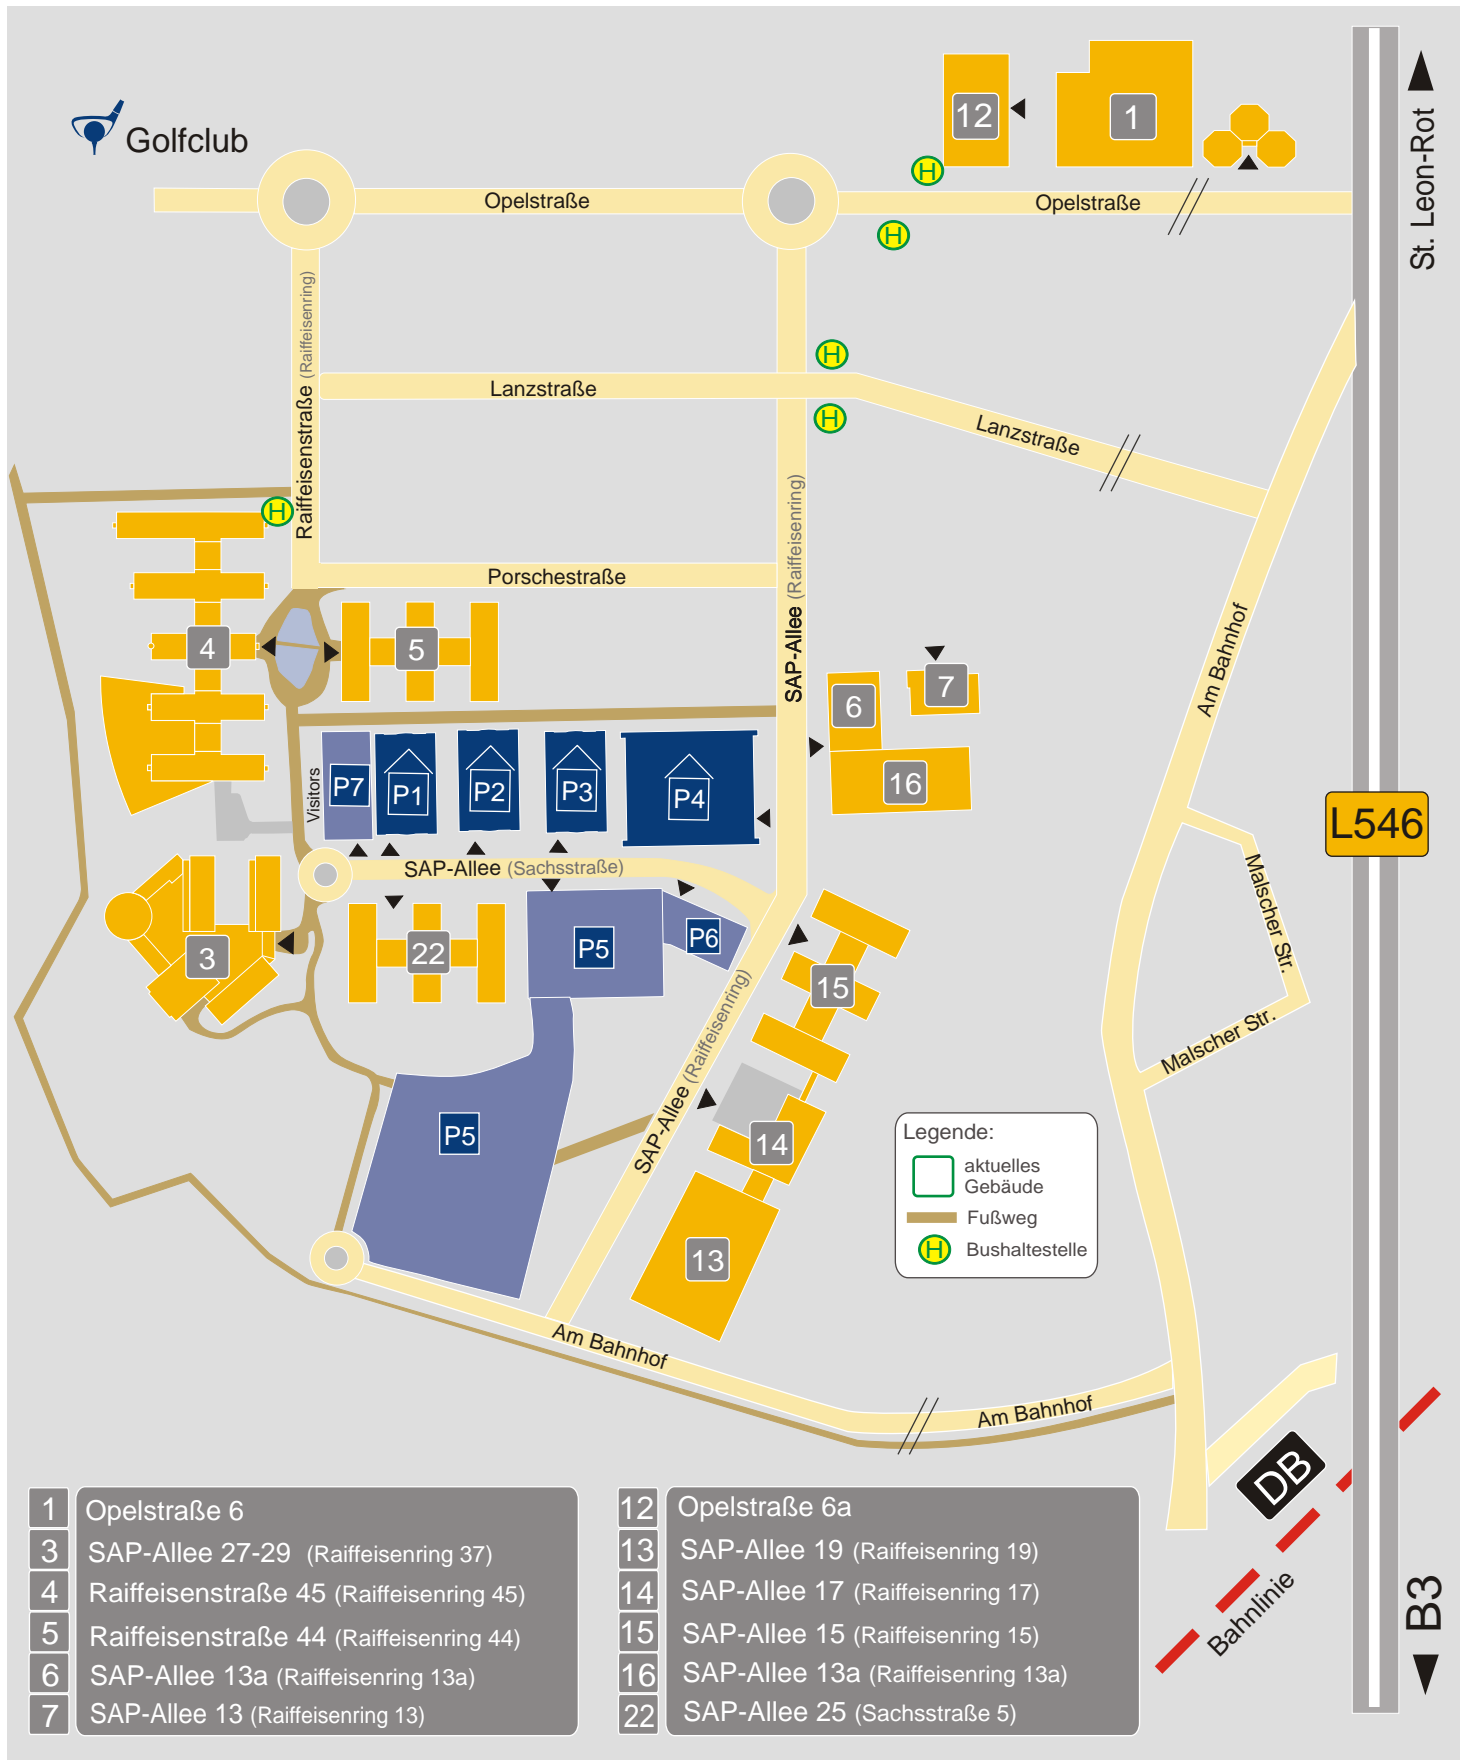 Golfclub
12
1
H
Opelstraße
Opelstraße
H
St. Leon-Rot
Raiffeisenstraße (Raiffeisenring)
H
Lanzstraße
H
Lanzstraße
H
SAP-Allee (Raiffeisenring)
Porschestraße
Am Bahnhof
4
5
6
7
16
Visitors
P7
P1
P2
P3
P4
L546
SAP-Allee (Sachsstraße)
Malscher Str.
3
22
P5
P6
15
Malscher Str.
SAP-Allee (Raiffeisenring)
P5
14
13
Legende:
aktuelles
Gebäude
Fußweg
H Bushaltestelle
Am Bahnhof
Am Bahnhof
DB
Bahnlinie
B3
1 Opelstraße 6
3 SAP-Allee 27-29 (Raiffeisenring 37)
4 Raiffeisenstraße 45 (Raiffeisenring 45)
5 Raiffeisenstraße 44 (Raiffeisenring 44)
6 SAP-Allee 13a (Raiffeisenring 13a)
7 SAP-Allee 13 (Raiffeisenring 13)
12 Opelstraße 6a
13 SAP-Allee 19 (Raiffeisenring 19)
14 SAP-Allee 17 (Raiffeisenring 17)
15 SAP-Allee 15 (Raiffeisenring 15)
16 SAP-Allee 13a (Raiffeisenring 13a)
22 SAP-Allee 25 (Sachsstraße 5)